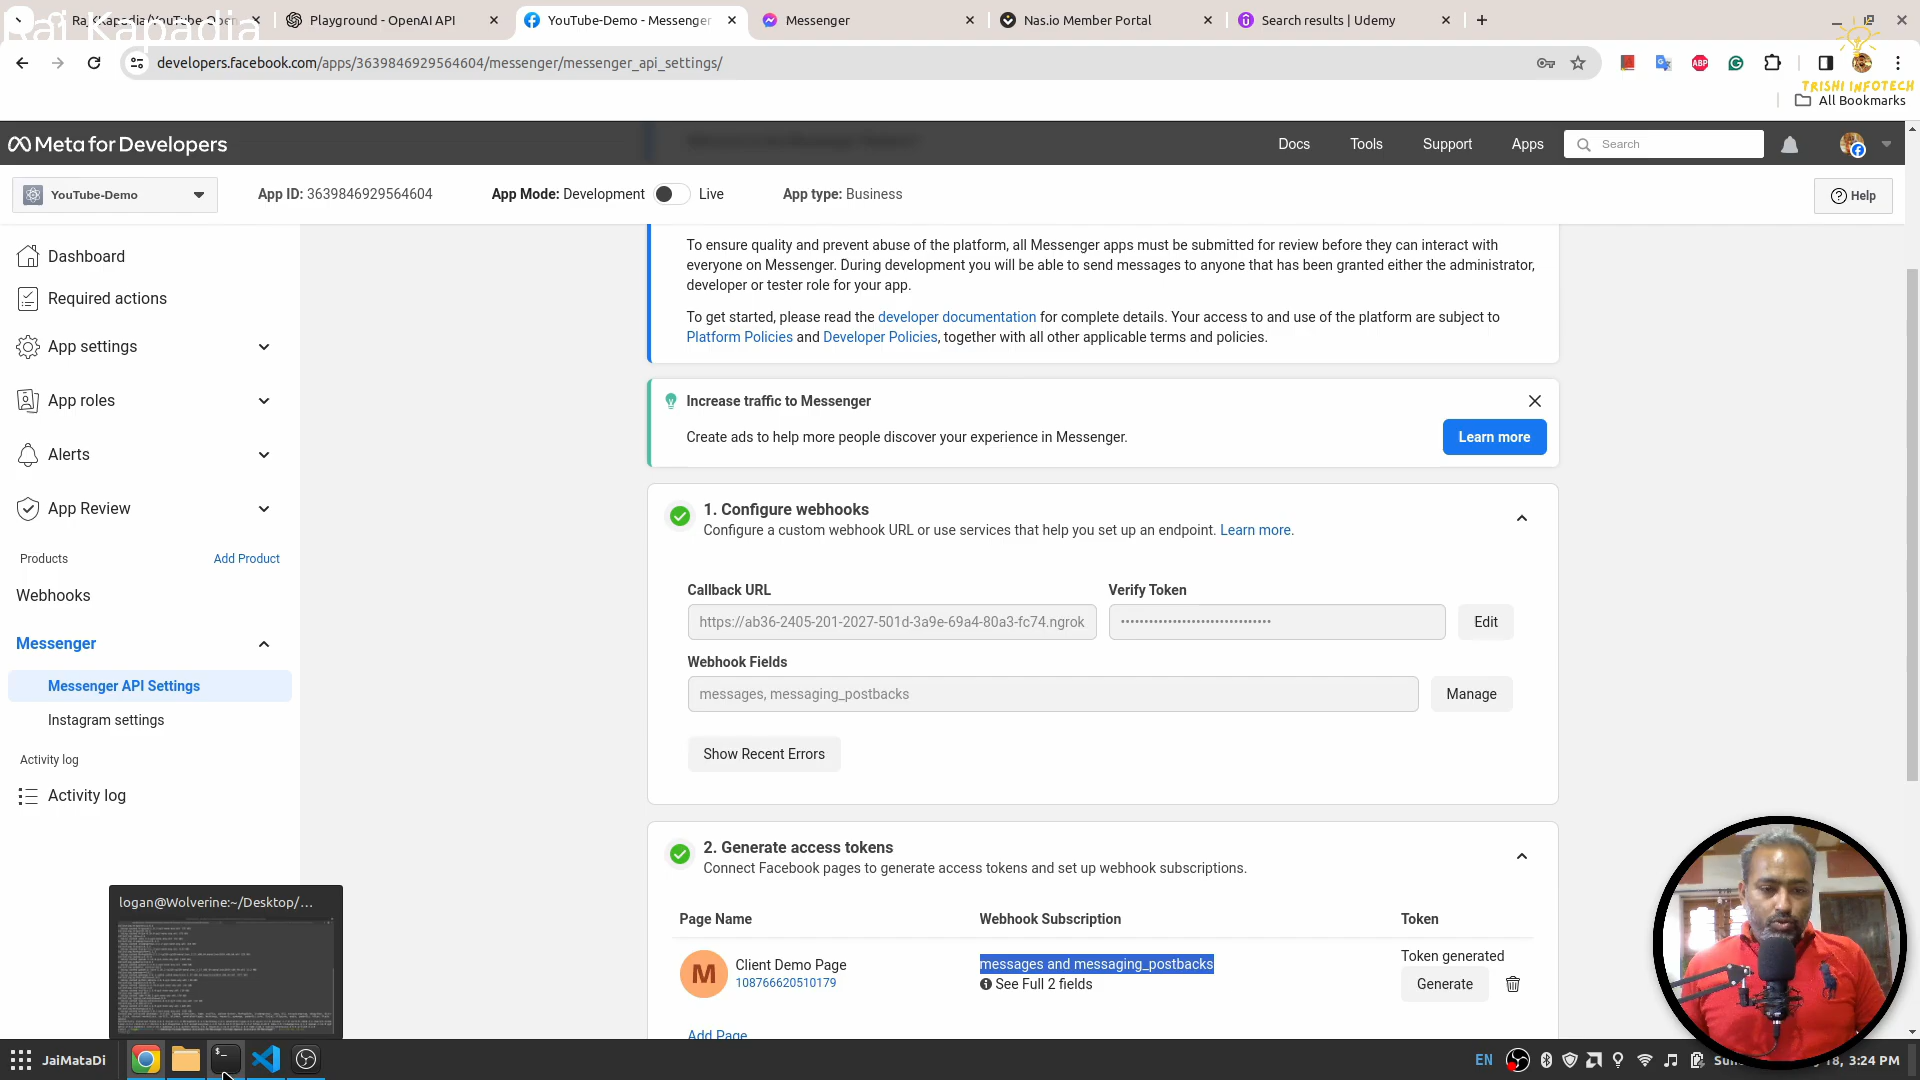 Raj Kapadia/YouTube-Open
Playground - OpenAI API
YouTube-Demo - Messenger
Messenger
Nas.io Member Portal
Search results | Udemy
Raj Kapadia
developers.facebook.com/apps/3639846929564604/messenger/messenger_api_settings/
ABP
TRISHI INFOTECH
All Bookmarks
Meta for Developers
Docs
Tools
Support
Apps
Search
YouTube-Demo
App ID: 3639846929564604
App Mode: Development
Live
App type: Business
Help
Dashboard
Required actions
App settings
App roles
Alerts
App Review
Products
Add Product
Webhooks
Messenger
Messenger API Settings
Instagram settings
Activity log
Activity log
To ensure quality and prevent abuse of the platform, all Messenger apps must be submitted for review before they can interact with
everyone on Messenger. During development you will be able to send messages to anyone that has been granted either the administrator,
developer or tester role for your app.
To get started, please read the developer documentation for complete details. Your access to and use of the platform are subject to
Platform Policies and Developer Policies, together with all other applicable terms and policies.
Increase traffic to Messenger
Create ads to help more people discover your experience in Messenger.
Learn more
1. Configure webhooks
Configure a custom webhook URL or use services that help you set up an endpoint. Learn more.
Callback URL
Verify Token
https://ab36-2405-201-2027-501d-3a9e-69a4-80a3-fc74.ngrok
Edit
Webhook Fields
messages, messaging_postbacks
Manage
Show Recent Errors
2. Generate access tokens
Connect Facebook pages to generate access tokens and set up webhook subscriptions.
Page Name
Webhook Subscription
Token
M
Client Demo Page
108766620510179
messages and messaging_postbacks
See Full 2 fields
Token generated
Generate
Add Page
logan@Wolverine:~/Desktop/...
JaiMataDi
EN
18, 3:24 PM